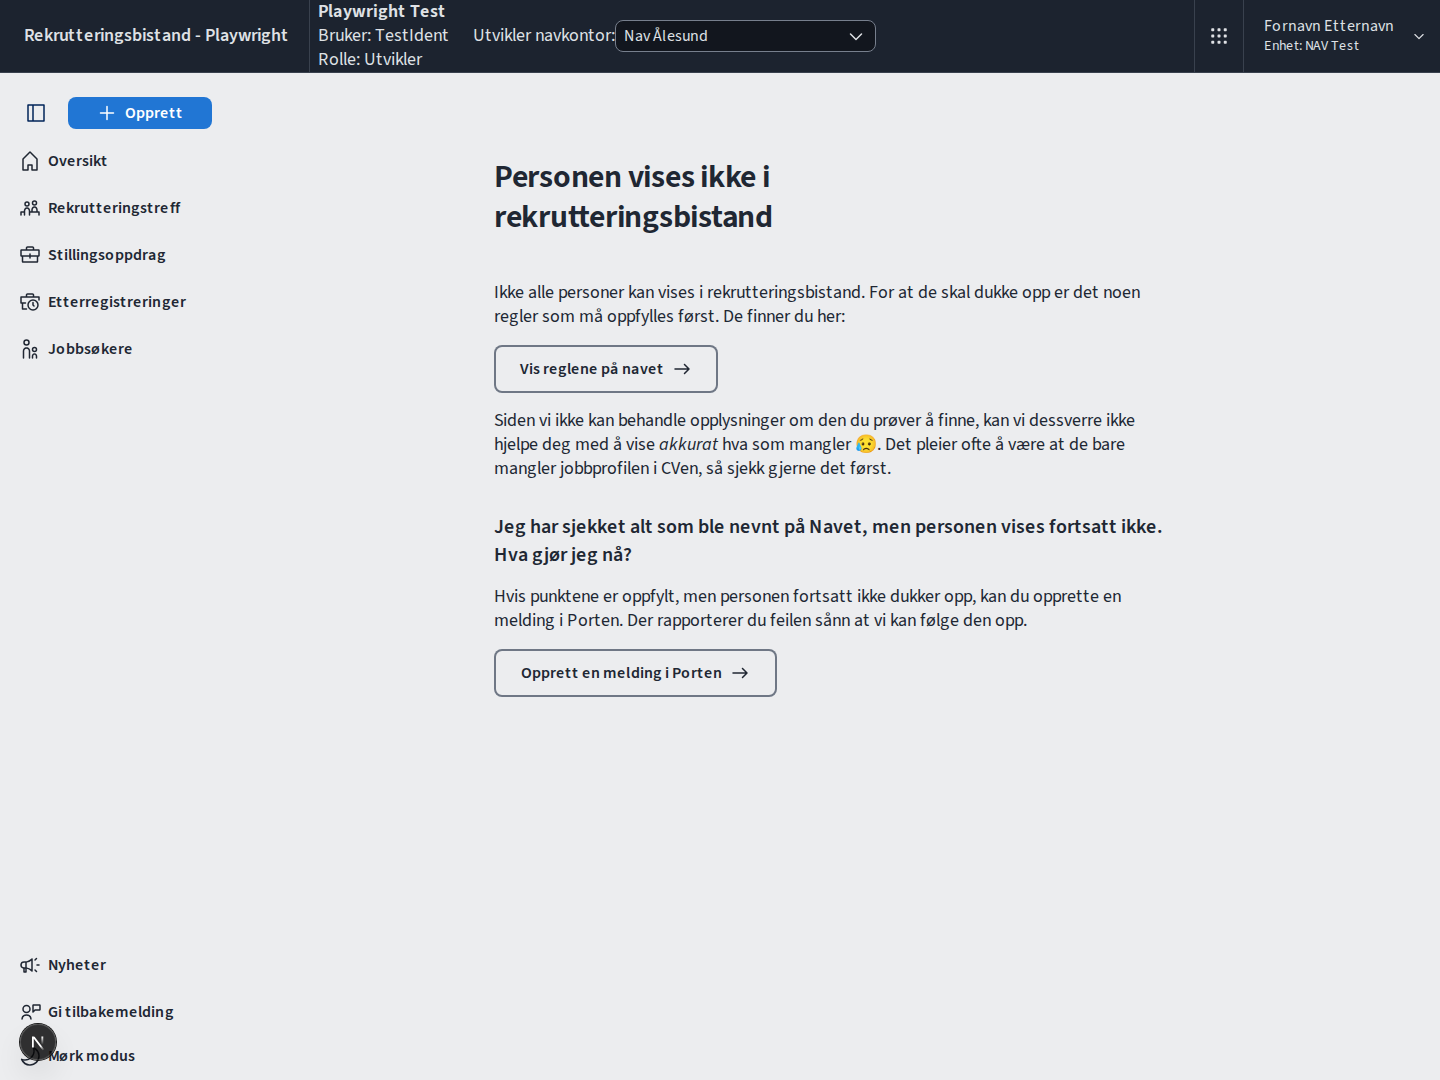 Rekrutteringsbistand - Playwright
Playwright Test
Bruker: TestIdent
Rolle: Utvikler
Utvikler navkontor:
Nav Ålesund
Fornavn Etternavn
Enhet: NAV Test
Opprett
Oversikt
Rekrutteringstreff
Stillingsoppdrag
Etterregistreringer
Jobbsøkere
Personen vises ikke i
rekrutteringsbistand
Ikke alle personer kan vises i rekrutteringsbistand. For at de skal dukke opp er det noen
regler som må oppfylles først. De finner du her:
Vis reglene på navet
Siden vi ikke kan behandle opplysninger om den du prøver å finne, kan vi dessverre ikke
hjelpe deg med å vise akkurat hva som mangler 😥. Det pleier ofte å være at de bare
mangler jobbprofilen i CVen, så sjekk gjerne det først.
Jeg har sjekket alt som ble nevnt på Navet, men personen vises fortsatt ikke.
Hva gjør jeg nå?
Hvis punktene er oppfylt, men personen fortsatt ikke dukker opp, kan du opprette en
melding i Porten. Der rapporterer du feilen sånn at vi kan følge den opp.
Opprett en melding i Porten
Nyheter
Gi tilbakemelding
N
Mørk modus